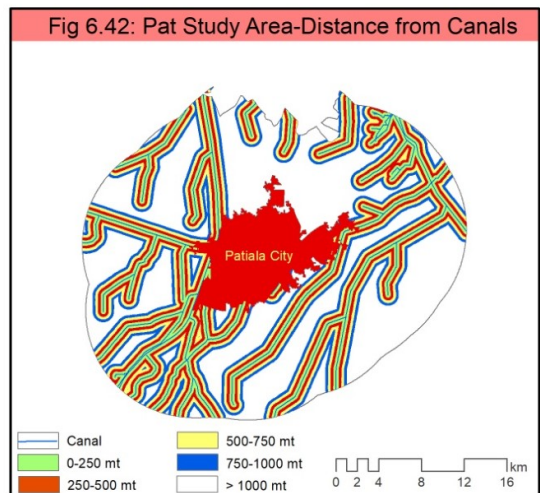 Fig 6.42: Pat Study Area-Distance from Canals
Patiala City
Canal
0-250 mt
250-500 mt
500-750 mt
750-1000 mt
> 1000 mt
km
0 2 4 8 12 16